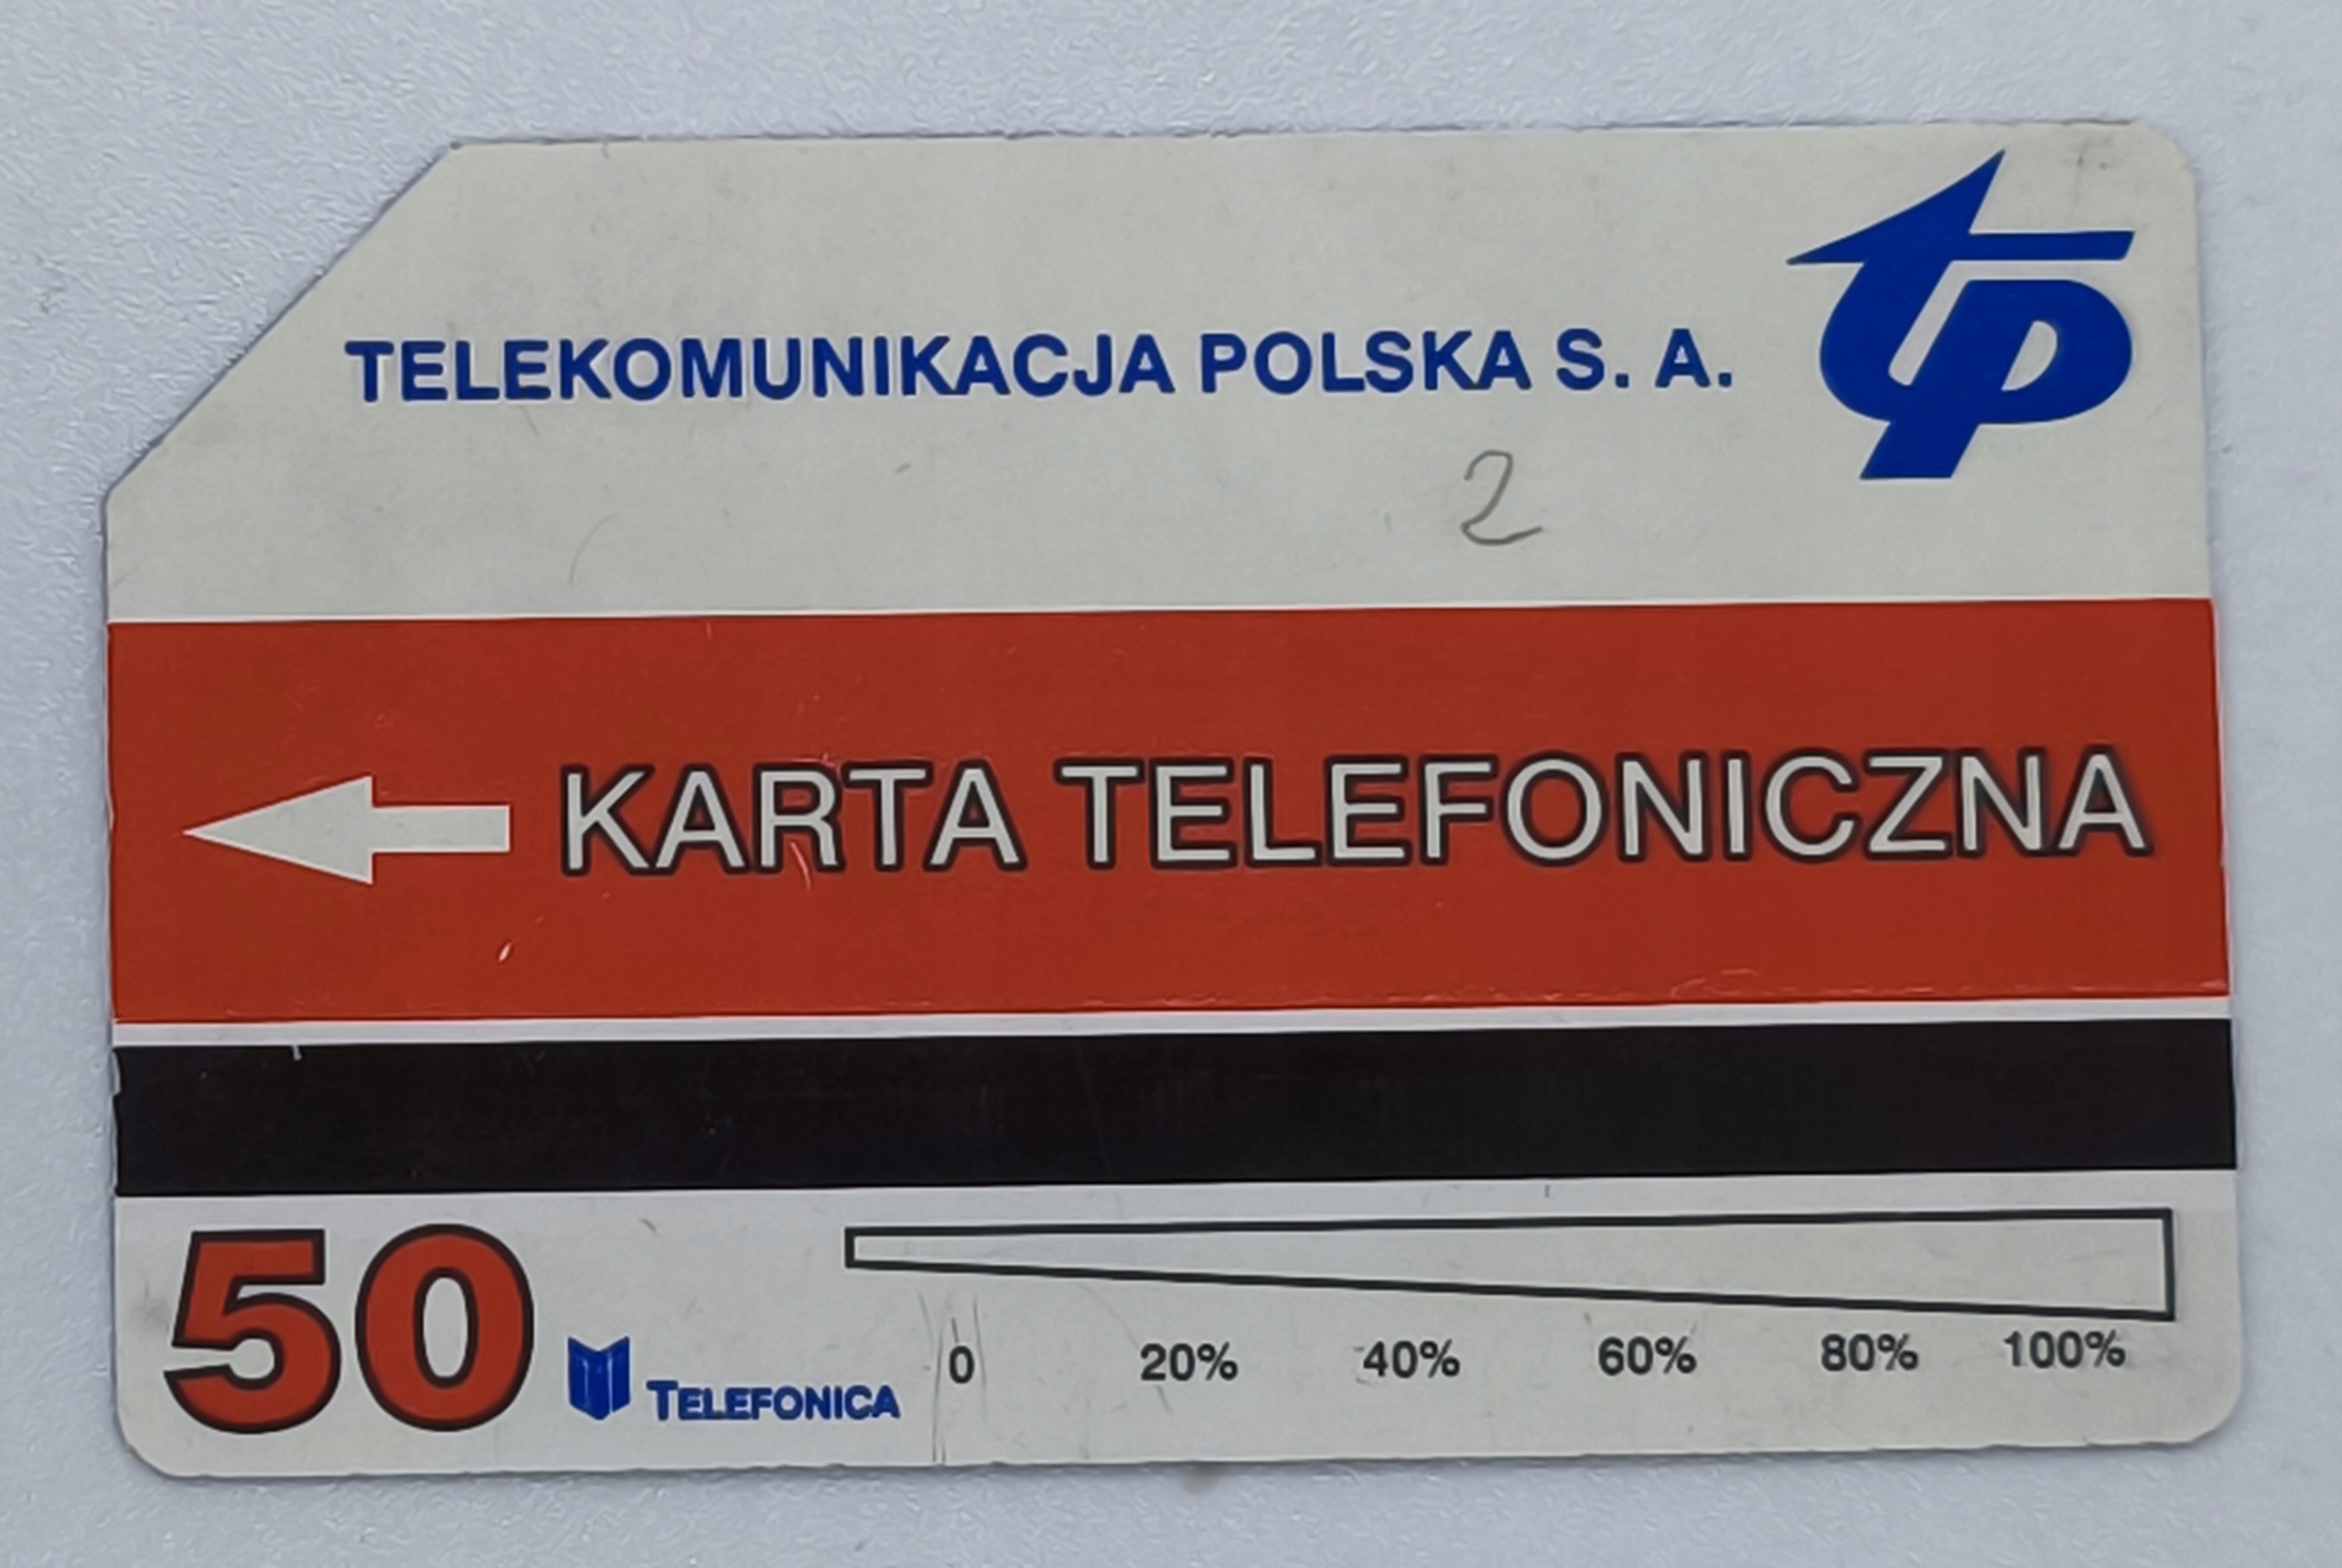 tp
TELEKOMUNIKACJA POLSKA S. A.
2
KARTA TELEFONICZNA
50
TELEFONICA
0 20% 40% 60% 80% 100%